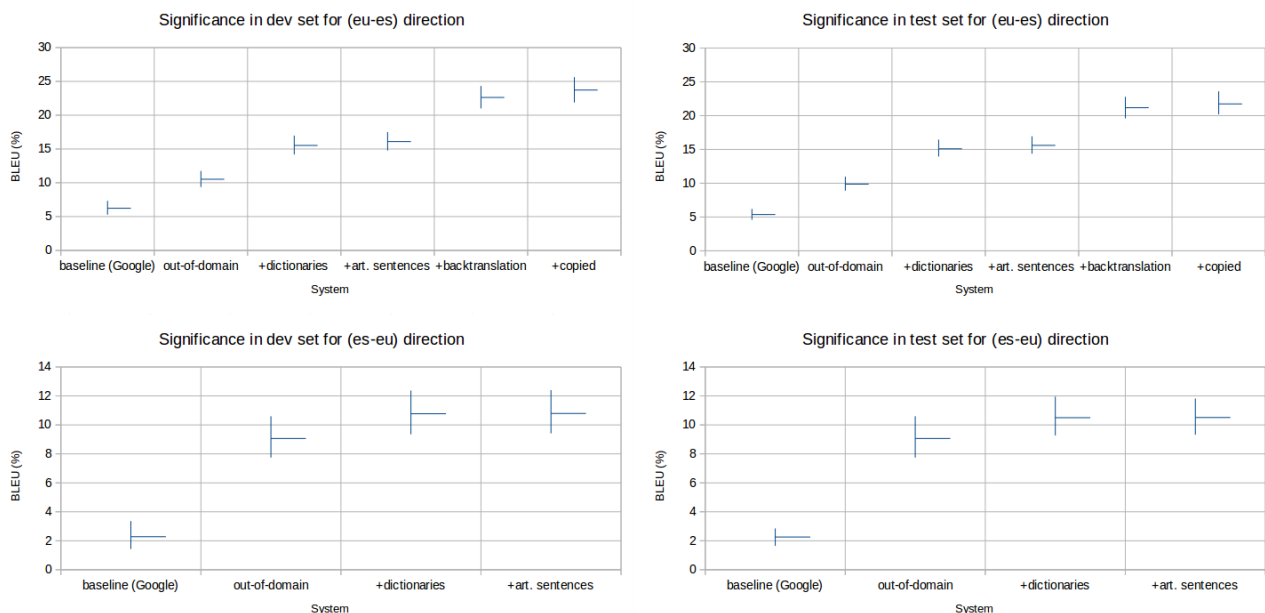 Significance in dev set for (eu-es) direction
30
25
20
15
10
5
0
BLEU (%)
baseline (Google) out-of-domain +dictionaries +art. sentences +backtranslation +copied
System
Significance in test set for (eu-es) direction
30
25
20
15
10
5
0
BLEU (%)
baseline (Google) out-of-domain +dictionaries +art. sentences +backtranslation +copied
System
Significance in dev set for (es-eu) direction
14
12
10
8
6
4
2
0
BLEU (%)
baseline (Google) out-of-domain +dictionaries +art. sentences
System
Significance in test set for (es-eu) direction
14
12
10
8
6
4
2
0
BLEU (%)
baseline (Google) out-of-domain +dictionaries +art. sentences
System